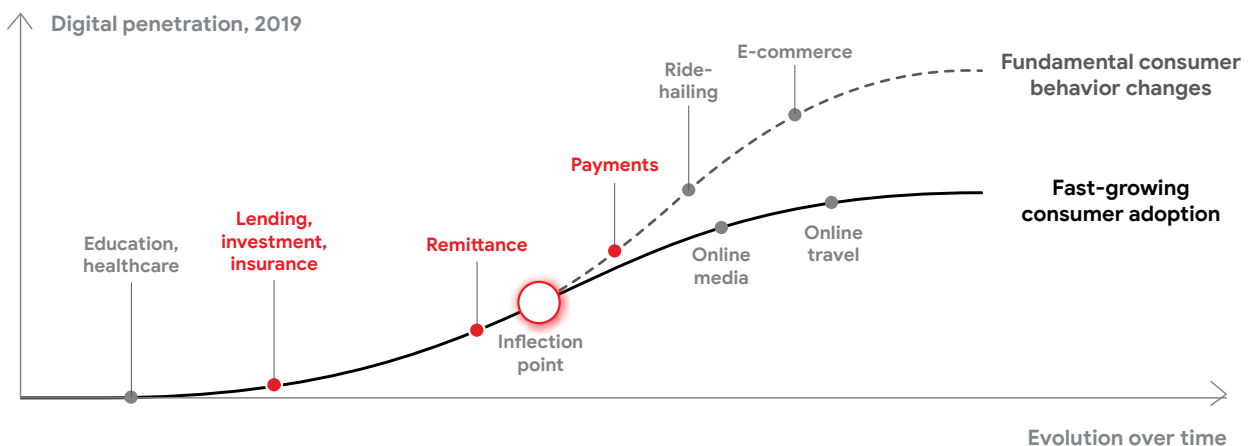 Digital penetration, 2019
E-commerce
Ride-
hailing
Fundamental consumer
behavior changes
Payments
Fast-growing
consumer adoption
Lending,
investment,
insurance
Education,
healthcare
Remittance
Online
media
Online
travel
Inflection
point
Evolution over time